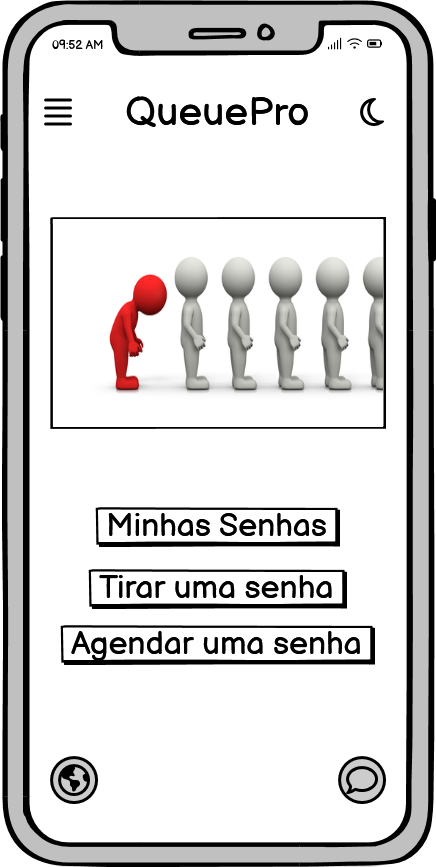 09:52 AM
QueuePro
Minhas Senhas
Tirar uma senha
Agendar uma senha